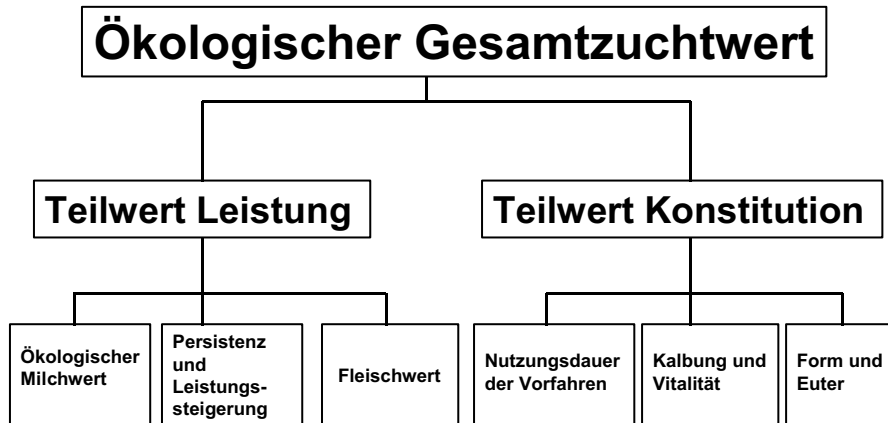 Ökologischer Gesamtzuchtwert
Teilwert Leistung
Teilwert Konstitution
Ökologischer
Milchwert
Persistenz
und
Leistungs-
steigerung
Fleischwert
Nutzungsdauer
der Vorfahren
Kalbung und
Vitalität
Form und
Euter